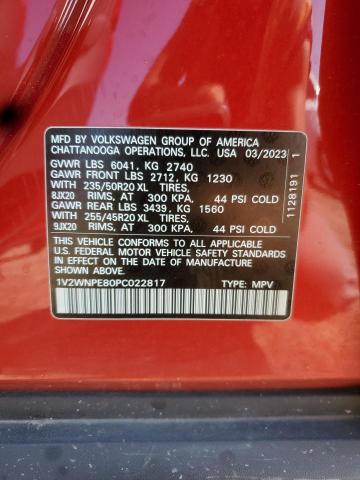 MFD BY VOLKSWAGEN GROUP OF AMERICA
CHATTANOOGA OPERATIONS, LLC. USA 03/2023
GVWR LBS 6041, KG 2740
GAWR FRONT LBS 2712, KG 1230
WITH 235/50R20 XL TIRES,
8JX20 RIMS, AT 300 KPA, 44 PSI COLD
GAWR REAR LBS 3439, KG 1560
WITH 255/45R20 XL TIRES,
9JX20 RIMS, AT 300 KPA, 44 PSI COLD
THIS VEHICLE CONFORMS TO ALL APPLICABLE
U.S. FEDERAL MOTOR VEHICLE SAFETY STANDARDS
IN EFFECT ON THE DATE OF MANUFACTURE
SHOWN ABOVE.
1V2WNPE80PC022817 TYPE: MPV
1128191 1